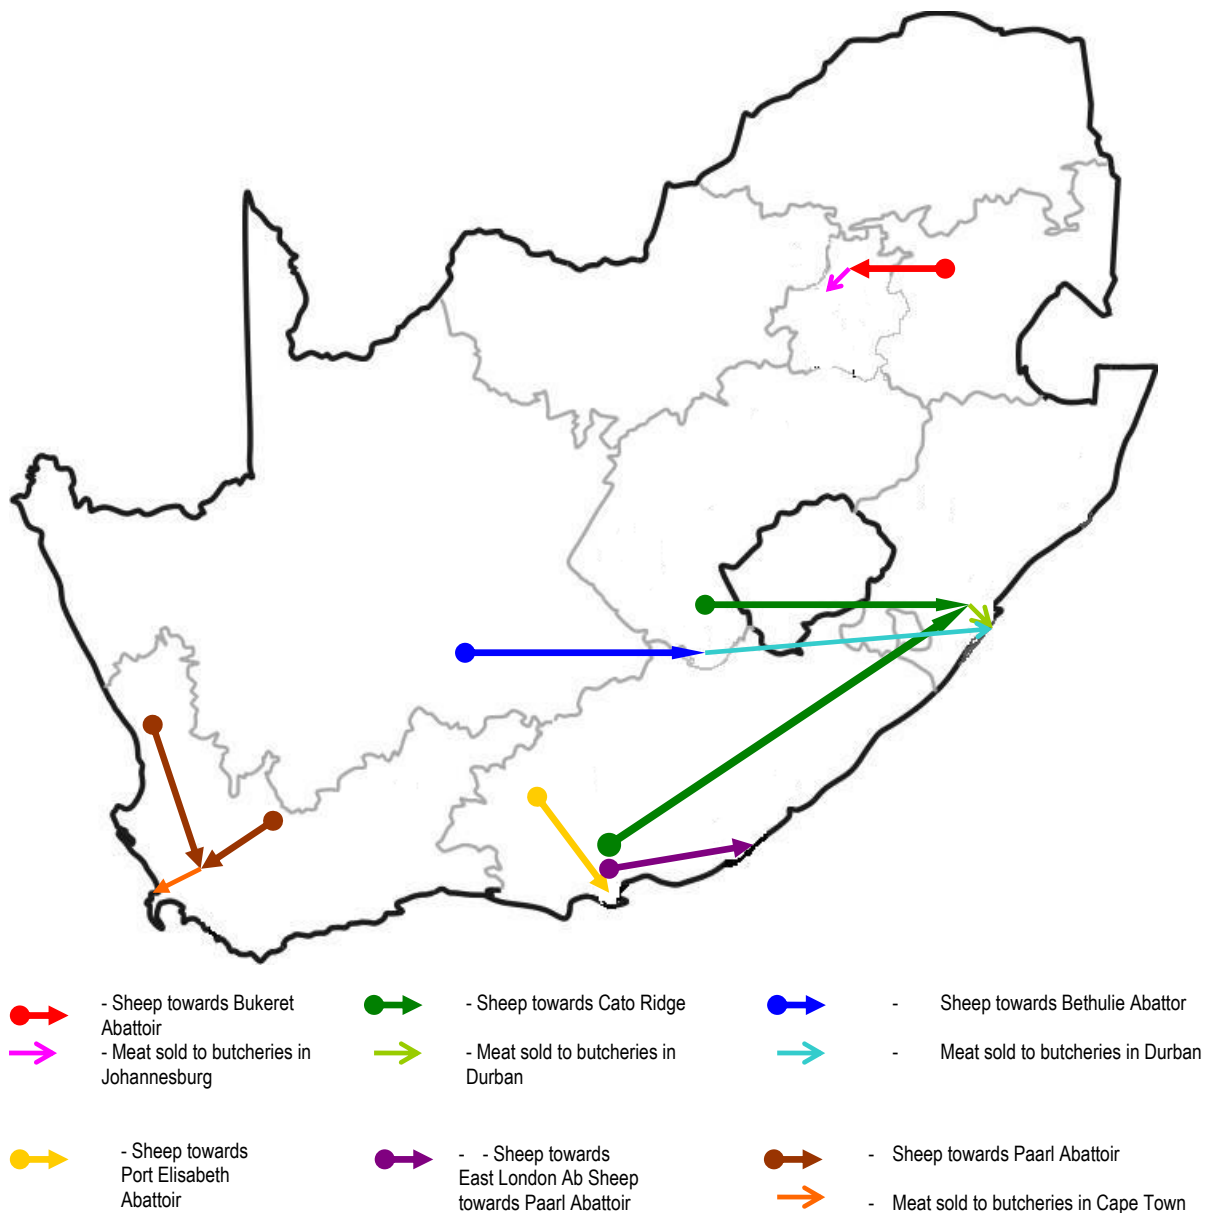 - Sheep towards Bukeret
Abattoir
- Meat sold to butcheries in
Johannesburg
- Sheep towards Cato Ridge
- Meat sold to butcheries in
Durban
- Sheep towards Bethulie Abattor
- Meat sold to butcheries in Durban
- Sheep towards
Port Elisabeth
Abattoir
- - Sheep towards
East London Ab Sheep
towards Paarl Abattoir
- Sheep towards Paarl Abattoir
- Meat sold to butcheries in Cape Town